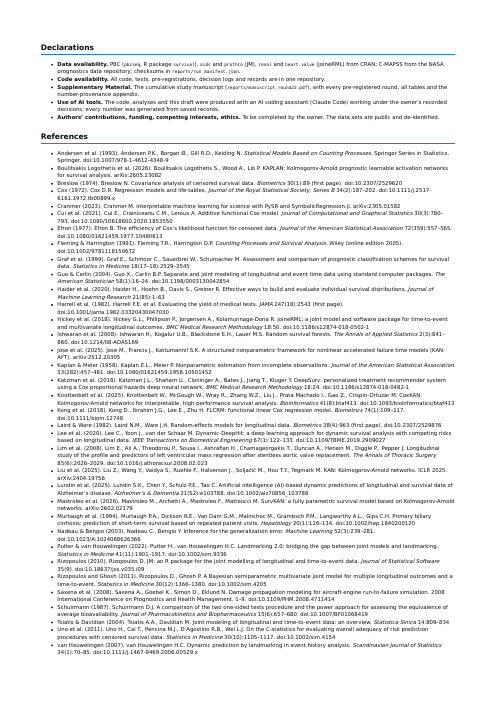 Declarations
• Data availability. PBC (pbcseq, R package survival), aids and prothro (JM), renal and heart.valve (joineRML) from CRAN; C-MAPSS from the NASA
prognostics data repository; checksums in reports/run_manifest.json.
• Code availability. All code, tests, pre-registrations, decision logs and records are in one repository.
• Supplementary Material. The cumulative study manuscript (reports/manuscript_round22.pdf), with every pre-registered round, all tables and the
number-provenance appendix.
• Use of AI tools. The code, analyses and this draft were produced with an AI coding assistant (Claude Code) working under the owner's recorded
decisions; every number was generated from saved records.
• Authors' contributions, funding, competing interests, ethics. To be completed by the owner. The data sets are public and de-identified.
References
• Andersen et al. (1993). Andersen P.K., Borgan Ø., Gill R.D., Keiding N. Statistical Models Based on Counting Processes. Springer Series in Statistics.
Springer. doi:10.1007/978-1-4612-4348-9
• Boulitsakis Logothetis et al. (2026). Boulitsakis Logothetis S., Wood A., Liò P. KAPLAN: Kolmogorov-Arnold prognostic learnable activation networks
for survival analysis. arXiv:2605.23082
• Breslow (1974). Breslow N. Covariance analysis of censored survival data. Biometrics 30(1):89 (first page). doi:10.2307/2529620
• Cox (1972). Cox D.R. Regression models and life-tables. Journal of the Royal Statistical Society, Series B 34(2):187–202. doi:10.1111/j.2517-
6161.1972.tb00899.x
• Cranmer (2023). Cranmer M. Interpretable machine learning for science with PySR and SymbolicRegression.jl. arXiv:2305.01582
• Cui et al. (2021). Cui E., Crainiceanu C.M., Leroux A. Additive Functional Cox model. Journal of Computational and Graphical Statistics 30(3):780–
793. doi:10.1080/10618600.2020.1853550
• Efron (1977). Efron B. The efficiency of Cox's likelihood function for censored data. Journal of the American Statistical Association 72(359):557–565.
doi:10.1080/01621459.1977.10480613
• Fleming & Harrington (1991). Fleming T.R., Harrington D.P. Counting Processes and Survival Analysis. Wiley (online edition 2005).
doi:10.1002/9781118150672
• Graf et al. (1999). Graf E., Schmoor C., Sauerbrei W., Schumacher M. Assessment and comparison of prognostic classification schemes for survival
data. Statistics in Medicine 18(17–18):2529–2545
• Guo & Carlin (2004). Guo X., Carlin B.P. Separate and joint modeling of longitudinal and event time data using standard computer packages. The
American Statistician 58(1):16–24. doi:10.1198/0003130042854
• Haider et al. (2020). Haider H., Hoehn B., Davis S., Greiner R. Effective ways to build and evaluate individual survival distributions. Journal of
Machine Learning Research 21(85):1–63
• Harrell et al. (1982). Harrell F.E. et al. Evaluating the yield of medical tests. JAMA 247(18):2543 (first page).
doi:10.1001/jama.1982.03320430047030
• Hickey et al. (2018). Hickey G.L., Philipson P., Jorgensen A., Kolamunnage-Dona R. joineRML: a joint model and software package for time-to-event
and multivariate longitudinal outcomes. BMC Medical Research Methodology 18:50. doi:10.1186/s12874-018-0502-1
• Ishwaran et al. (2008). Ishwaran H., Kogalur U.B., Blackstone E.H., Lauer M.S. Random survival forests. The Annals of Applied Statistics 2(3):841–
860. doi:10.1214/08-AOAS169
• Jose et al. (2025). Jose M., Francis J., Kattumannil S.K. A structured nonparametric framework for nonlinear accelerated failure time models (KAN-
AFT). arXiv:2512.20305
• Kaplan & Meier (1958). Kaplan E.L., Meier P. Nonparametric estimation from incomplete observations. Journal of the American Statistical Association
53(282):457–481. doi:10.1080/01621459.1958.10501452
• Katzman et al. (2018). Katzman J.L., Shaham U., Cloninger A., Bates J., Jiang T., Kluger Y. DeepSurv: personalized treatment recommender system
using a Cox proportional hazards deep neural network. BMC Medical Research Methodology 18:24. doi:10.1186/s12874-018-0482-1
• Knottenbelt et al. (2025). Knottenbelt W., McGough W., Wray R., Zhang W.Z., Liu J., Prata Machado I., Gao Z., Crispin-Ortuzar M. CoxKAN:
Kolmogorov-Arnold networks for interpretable, high-performance survival analysis. Bioinformatics 41(8):btaf413. doi:10.1093/bioinformatics/btaf413
• Kong et al. (2018). Kong D., Ibrahim J.G., Lee E., Zhu H. FLCRM: functional linear Cox regression model. Biometrics 74(1):109–117.
doi:10.1111/biom.12748
• Laird & Ware (1982). Laird N.M., Ware J.H. Random-effects models for longitudinal data. Biometrics 38(4):963 (first page). doi:10.2307/2529876
• Lee et al. (2020). Lee C., Yoon J., van der Schaar M. Dynamic-DeepHit: a deep learning approach for dynamic survival analysis with competing risks
based on longitudinal data. IEEE Transactions on Biomedical Engineering 67(1):122–133. doi:10.1109/TBME.2019.2909027
• Lim et al. (2008). Lim E., Ali A., Theodorou P., Sousa I., Ashrafian H., Chamageorgakis T., Duncan A., Henein M., Diggle P., Pepper J. Longitudinal
study of the profile and predictors of left ventricular mass regression after stentless aortic valve replacement. The Annals of Thoracic Surgery
85(6):2026–2029. doi:10.1016/j.athoracsur.2008.02.023
• Liu et al. (2025). Liu Z., Wang Y., Vaidya S., Ruehle F., Halverson J., Soljačić M., Hou T.Y., Tegmark M. KAN: Kolmogorov-Arnold networks. ICLR 2025.
arXiv:2404.19756
• Lundin et al. (2025). Lundin S.K., Chen Y., Schulz P.E., Tao C. Artificial intelligence (AI)-based dynamic predictions of longitudinal and survival data of
Alzheimer's disease. Alzheimer's & Dementia 21(S2):e103788. doi:10.1002/alz70856_103788
• Mastroleo et al. (2026). Mastroleo M., Archetti A., Mastroleo F., Matteucci M. SurvKAN: a fully parametric survival model based on Kolmogorov-Arnold
networks. arXiv:2602.02179
• Murtaugh et al. (1994). Murtaugh P.A., Dickson E.R., Van Dam G.M., Malinchoc M., Grambsch P.M., Langworthy A.L., Gips C.H. Primary biliary
cirrhosis: prediction of short-term survival based on repeated patient visits. Hepatology 20(1):126–134. doi:10.1002/hep.1840200120
• Nadeau & Bengio (2003). Nadeau C., Bengio Y. Inference for the generalization error. Machine Learning 52(3):239–281.
doi:10.1023/A:1024068626366
• Putter & van Houwelingen (2022). Putter H., van Houwelingen H.C. Landmarking 2.0: bridging the gap between joint models and landmarking.
Statistics in Medicine 41(11):1901–1917. doi:10.1002/sim.9336
• Rizopoulos (2010). Rizopoulos D. JM: an R package for the joint modelling of longitudinal and time-to-event data. Journal of Statistical Software
35(9). doi:10.18637/jss.v035.i09
• Rizopoulos and Ghosh (2011). Rizopoulos D., Ghosh P. A Bayesian semiparametric multivariate joint model for multiple longitudinal outcomes and a
time-to-event. Statistics in Medicine 30(12):1366–1380. doi:10.1002/sim.4205
• Saxena et al. (2008). Saxena A., Goebel K., Simon D., Eklund N. Damage propagation modeling for aircraft engine run-to-failure simulation. 2008
International Conference on Prognostics and Health Management, 1–9. doi:10.1109/PHM.2008.4711414
• Schuirmann (1987). Schuirmann D.J. A comparison of the two one-sided tests procedure and the power approach for assessing the equivalence of
average bioavailability. Journal of Pharmacokinetics and Biopharmaceutics 15(6):657–680. doi:10.1007/BF01068419
• Tsiatis & Davidian (2004). Tsiatis A.A., Davidian M. Joint modeling of longitudinal and time-to-event data: an overview. Statistica Sinica 14:809–834
• Uno et al. (2011). Uno H., Cai T., Pencina M.J., D'Agostino R.B., Wei L.J. On the C-statistics for evaluating overall adequacy of risk prediction
procedures with censored survival data. Statistics in Medicine 30(10):1105–1117. doi:10.1002/sim.4154
• van Houwelingen (2007). van Houwelingen H.C. Dynamic prediction by landmarking in event history analysis. Scandinavian Journal of Statistics
34(1):70–85. doi:10.1111/j.1467-9469.2006.00529.x